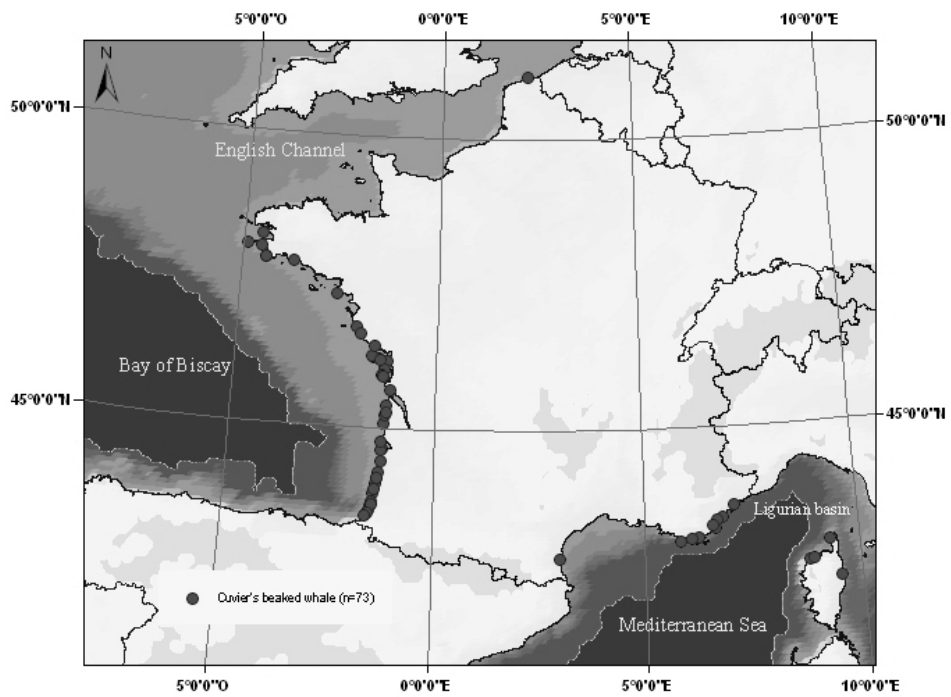 5°0'0"O 0°0'0"E 5°0'0"E 10°0'0"E
N
50°0'0"N 50°0'0"N
English Channel
Bay of Biscay
45°0'0"N 45°0'0"N
Ligurian basin
Cuvier's beaked whale (n=73)
Mediterranean Sea
5°0'0"O 0°0'0"E 5°0'0"E 10°0'0"E